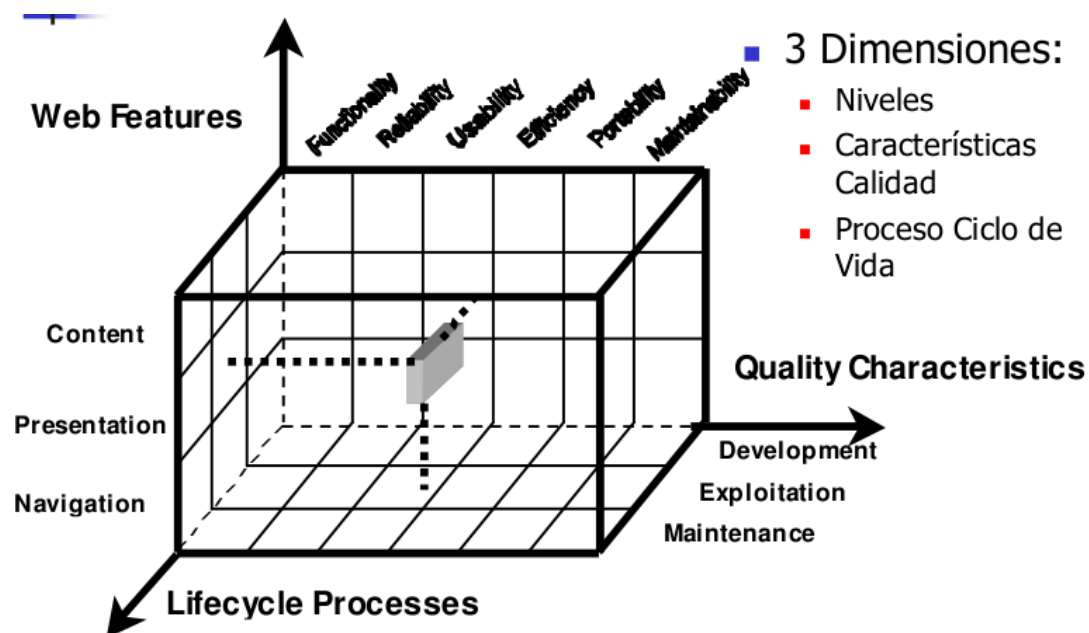 Web Features
Functionality
Reliability
Usability
Efficiency
Portability
Maintainability
3 Dimensiones:
Niveles
Características
Calidad
Proceso Ciclo de
Vida
Content
Presentation
Navigation
Quality Characteristics
Development
Exploitation
Maintenance
Lifecycle Processes